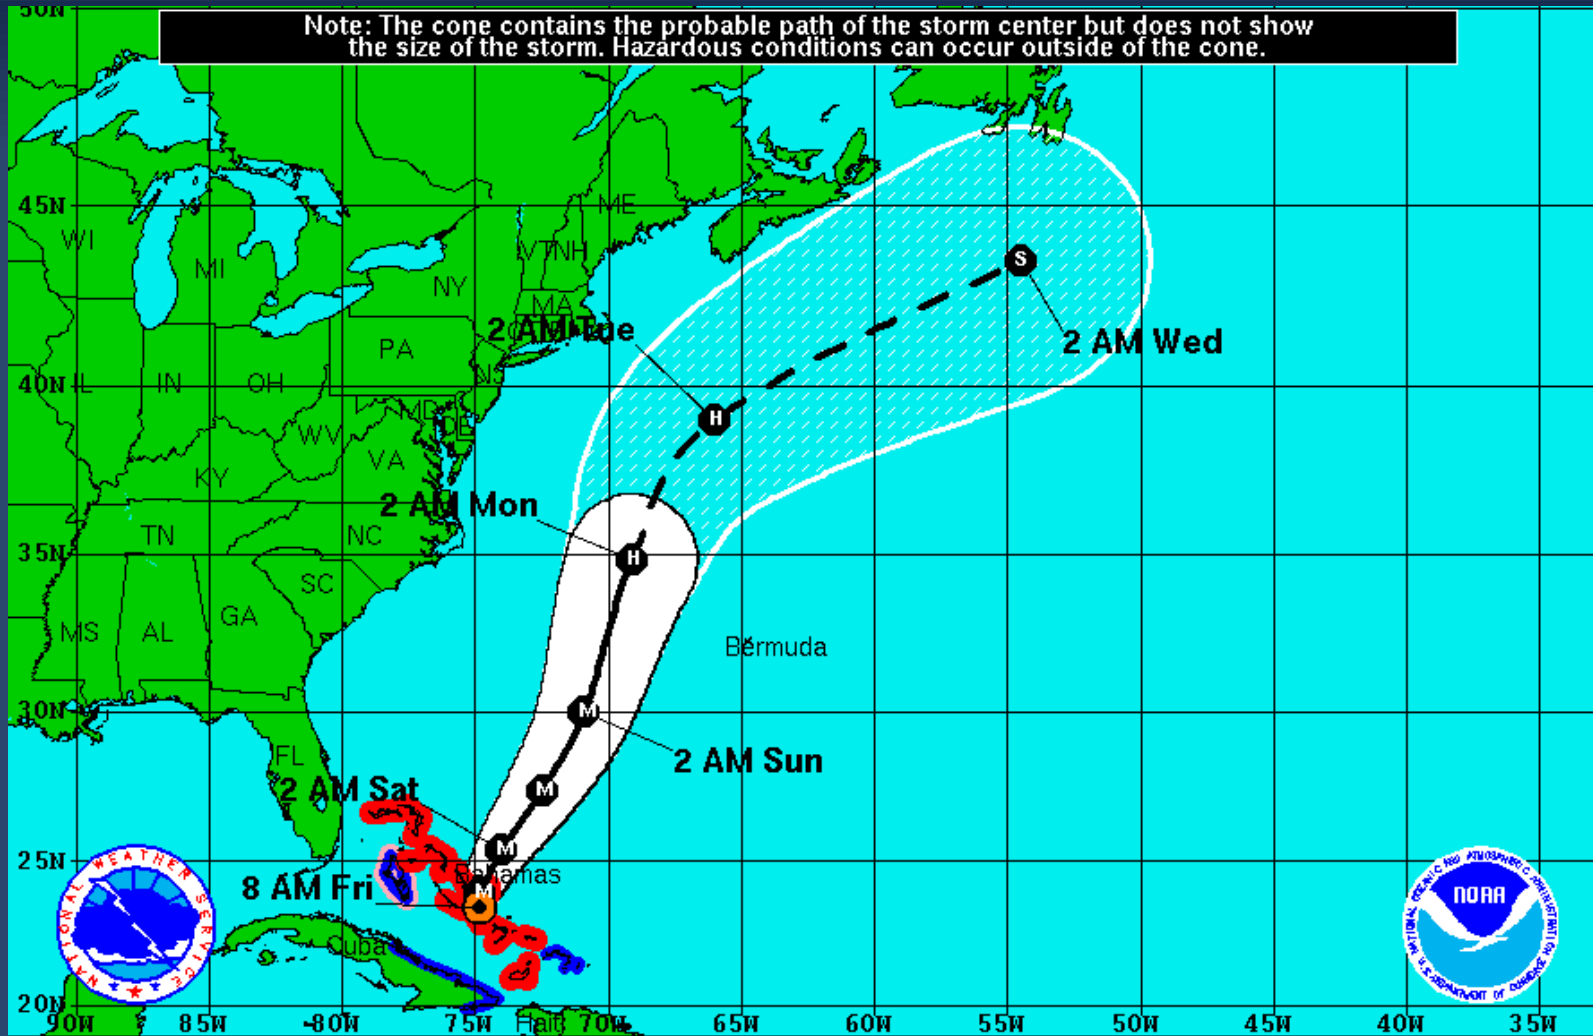 Note: The cone contains the probable path of the storm center but does not show
the size of the storm. Hazardous conditions can occur outside of the cone.
50N
45N
WI
MI
ME
VT
NH
NY
MA
2 AM Tue
S
2 AM Wed
PA
NJ
40N
IL
IN
OH
MD
DE
H
WV
VA
KY
2 AM Mon
TN
NC
35N
H
SC
GA
MS
AL
Bermuda
30N
M
FL
2 AM Sun
2 AM Sat
M
M
25N
Bahamas
8 AM Fri
M
Cuba
NATIONAL WEATHER SERVICE
NOAA
20N
Haiti
90W
85W
80W
75W
70W
65W
60W
55W
50W
45W
40W
35W